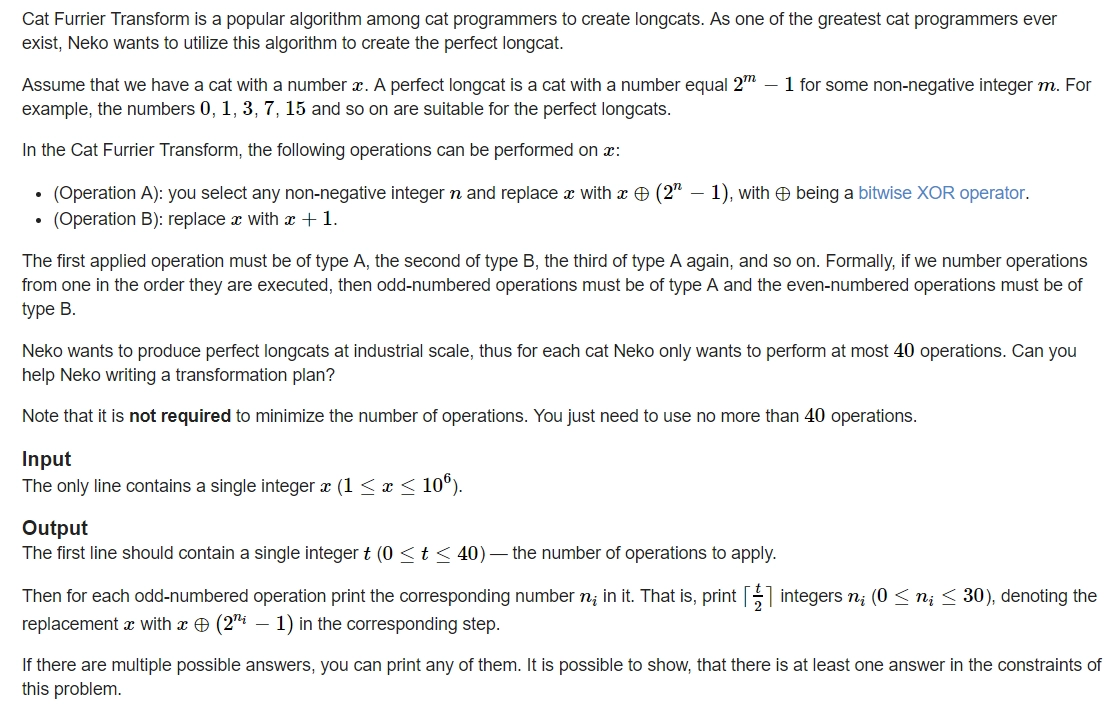 Cat Furrier Transform is a popular algorithm among cat programmers to create longcats. As one of the greatest cat programmers ever
exist, Neko wants to utilize this algorithm to create the perfect longcat.
Assume that we have a cat with a number x. A perfect longcat is a cat with a number equal 2^m − 1 for some non-negative integer m. For
example, the numbers 0, 1, 3, 7, 15 and so on are suitable for the perfect longcats.
In the Cat Furrier Transform, the following operations can be performed on x:
• (Operation A): you select any non-negative integer n and replace x with x ⊕ (2^n − 1), with ⊕ being a bitwise XOR operator.
• (Operation B): replace x with x + 1.
The first applied operation must be of type A, the second of type B, the third of type A again, and so on. Formally, if we number operations
from one in the order they are executed, then odd-numbered operations must be of type A and the even-numbered operations must be of
type B.
Neko wants to produce perfect longcats at industrial scale, thus for each cat Neko only wants to perform at most 40 operations. Can you
help Neko writing a transformation plan?
Note that it is not required to minimize the number of operations. You just need to use no more than 40 operations.
Input
The only line contains a single integer x (1 ≤ x ≤ 10^6).
Output
The first line should contain a single integer t (0 ≤ t ≤ 40) — the number of operations to apply.
Then for each odd-numbered operation print the corresponding number n_i in it. That is, print ⌈t/2⌉ integers n_i (0 ≤ n_i ≤ 30), denoting the
replacement x with x ⊕ (2^{n_i} − 1) in the corresponding step.
If there are multiple possible answers, you can print any of them. It is possible to show, that there is at least one answer in the constraints of
this problem.